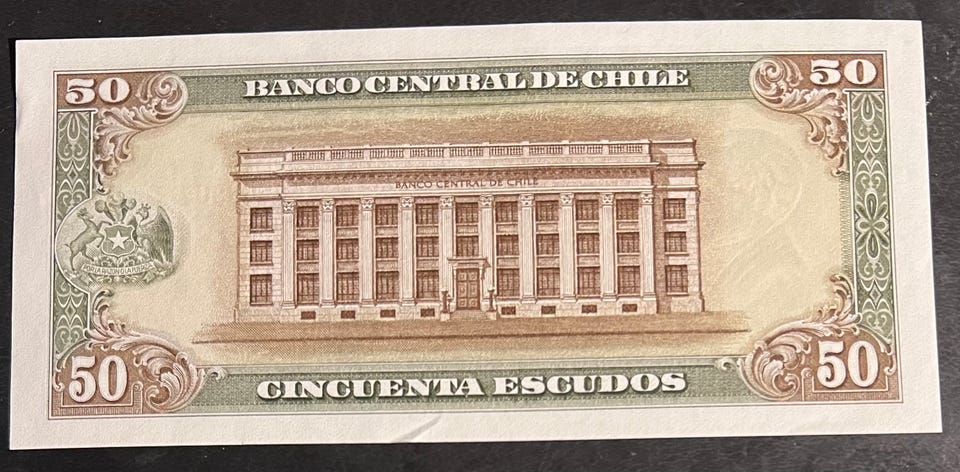 50 BANCO CENTRAL DE CHILE 50
BANCO CENTRAL DE CHILE
POR LA RAZON O LA FUERZA
50 CINCUENTA ESCUDOS 50